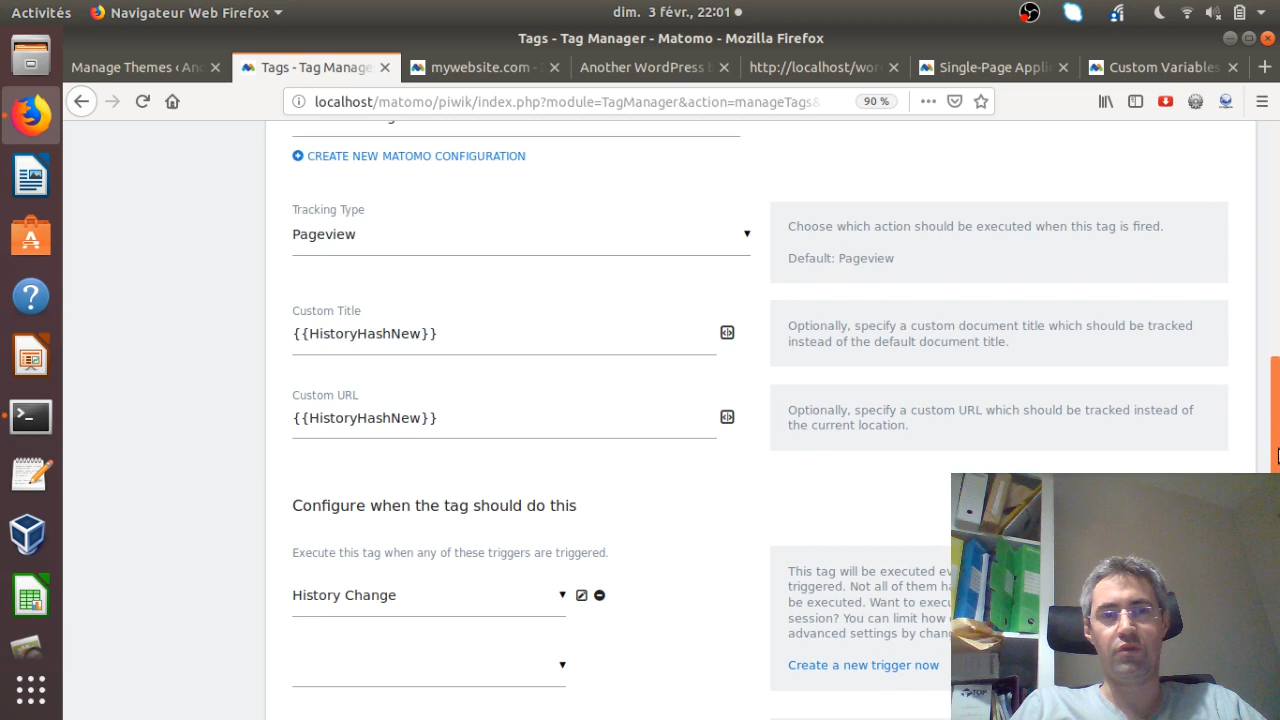 Activités
Navigateur Web Firefox
dim. 3 févr., 22:01
Tags - Tag Manager - Matomo - Mozilla Firefox
Manage Themes ‹ Ano
Tags - Tag Manage
mywebsite.com -
Another WordPress b
http://localhost/wor
Single-Page Appli
Custom Variables
localhost/matomo/piwik/index.php?module=TagManager&action=manageTags&
90 %
CREATE NEW MATOMO CONFIGURATION
Tracking Type
Pageview
Choose which action should be executed when this tag is fired.
Default: Pageview
Custom Title
{{HistoryHashNew}}
Optionally, specify a custom document title which should be tracked
instead of the default document title.
Custom URL
{{HistoryHashNew}}
Optionally, specify a custom URL which should be tracked instead of
the current location.
Configure when the tag should do this
Execute this tag when any of these triggers are triggered.
History Change
This tag will be executed ev
triggered. Not all of them ha
be executed. Want to execu
session? You can limit how
advanced settings by chang
Create a new trigger now